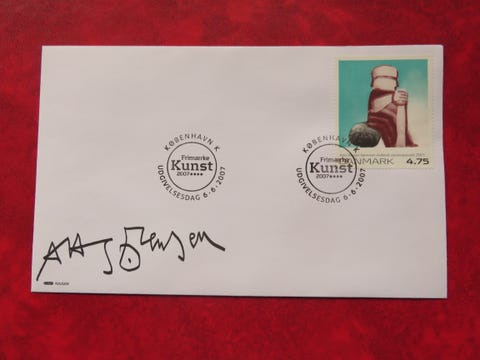 KØBENHAVN K
Frimærke
Kunst
2007
UDGIVELSESDAG 6.6.2007
KØBENHAVN K
Frimærke
Kunst
2007
UDGIVELSESDAG 6.6.2007
DANMARK 4.75